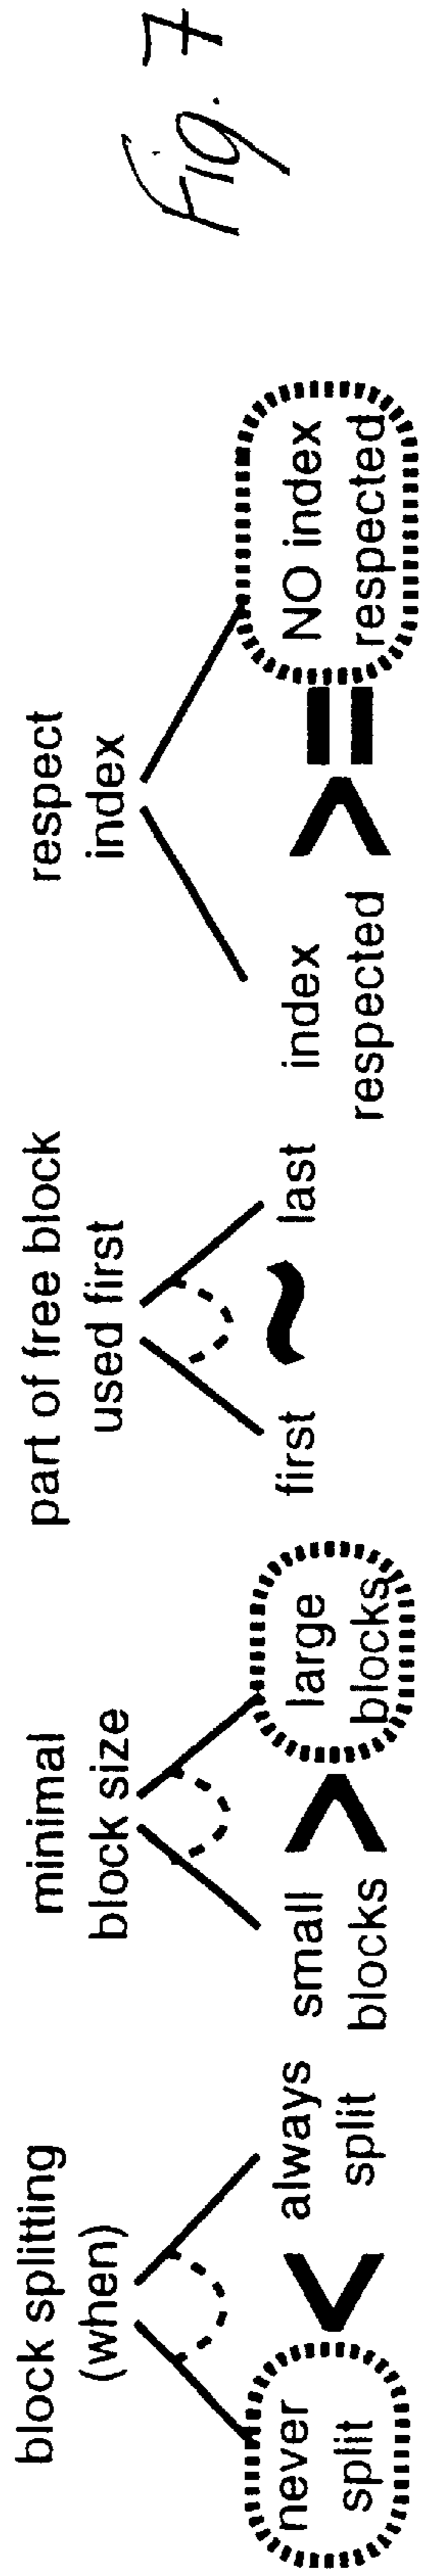 block splitting
(when)
never
split
<
always
split
minimal
block size
small
blocks
>
large
blocks
part of free block
used first
first
~
last
respect
index
index
respected
>=
NO index
respected
Fig. 7